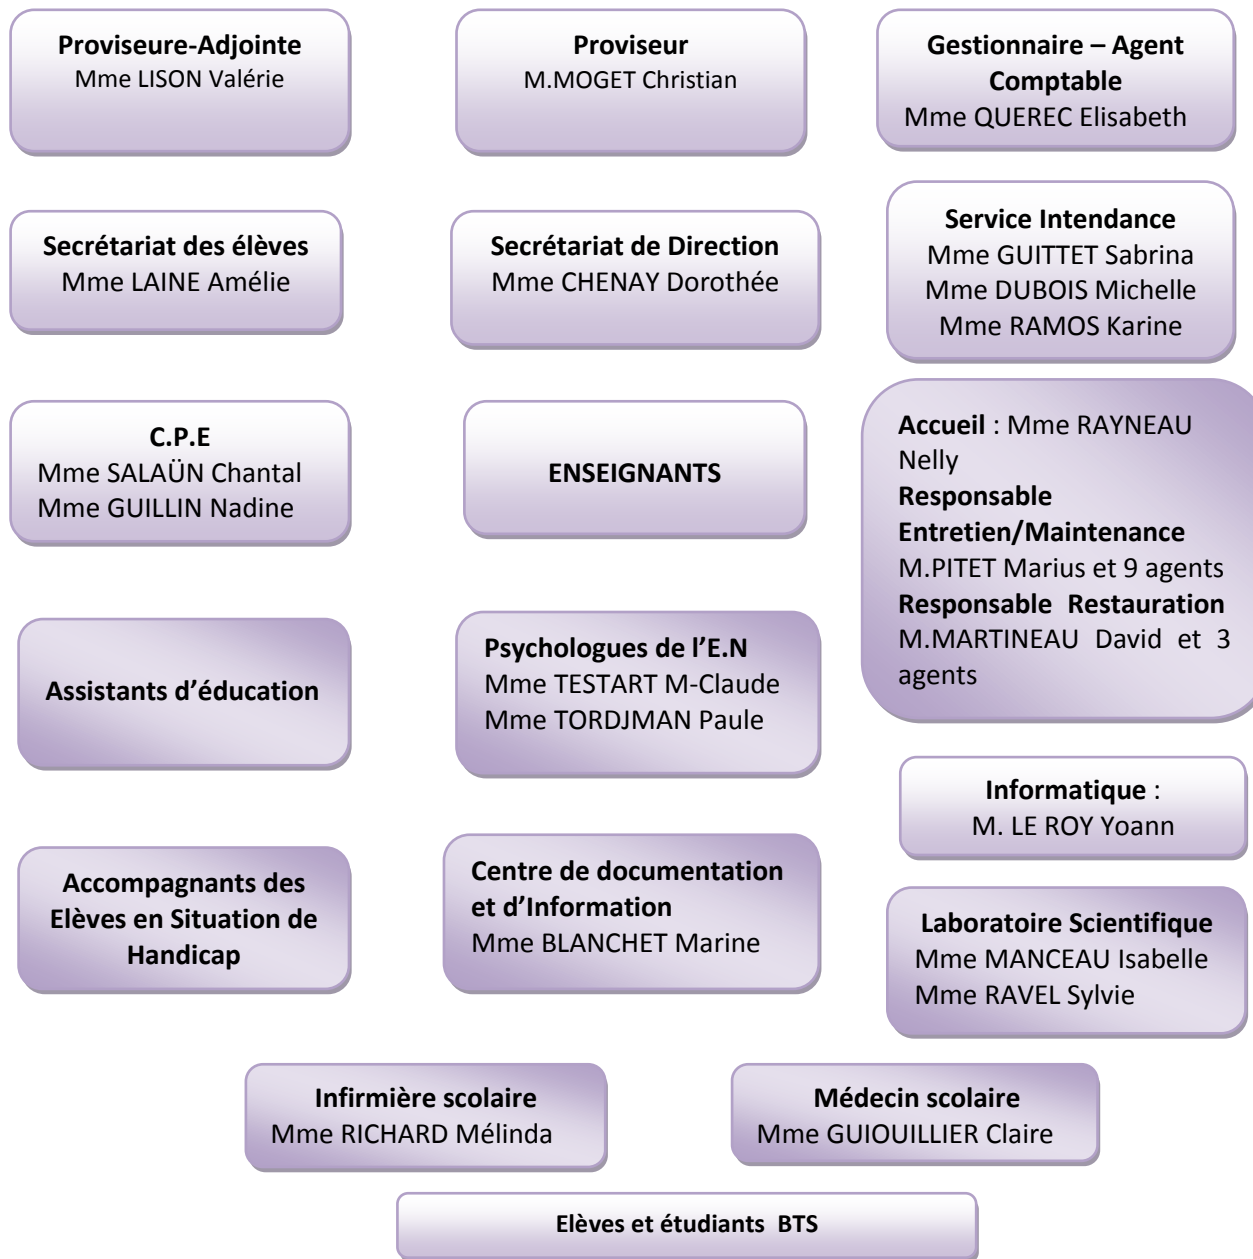 Proviseure-Adjointe
Mme LISON Valérie
Proviseur
M.MOGET Christian
Gestionnaire – Agent
Comptable
Mme QUEREC Elisabeth
Secrétariat des élèves
Mme LAINE Amélie
Secrétariat de Direction
Mme CHENAY Dorothée
Service Intendance
Mme GUITTET Sabrina
Mme DUBOIS Michelle
Mme RAMOS Karine
C.P.E
Mme SALAÜN Chantal
Mme GUILLIN Nadine
ENSEIGNANTS
Accueil : Mme RAYNEAU
Nelly
Responsable
Entretien/Maintenance
M.PITET Marius et 9 agents
Responsable Restauration
M.MARTINEAU David et 3
agents
Assistants d’éducation
Psychologues de l’E.N
Mme TESTART M-Claude
Mme TORDJMAN Paule
Informatique :
M. LE ROY Yoann
Accompagnants des
Elèves en Situation de
Handicap
Centre de documentation
et d’Information
Mme BLANCHET Marine
Laboratoire Scientifique
Mme MANCEAU Isabelle
Mme RAVEL Sylvie
Infirmière scolaire
Mme RICHARD Mélinda
Médecin scolaire
Mme GUIOUILLIER Claire
Elèves et étudiants BTS